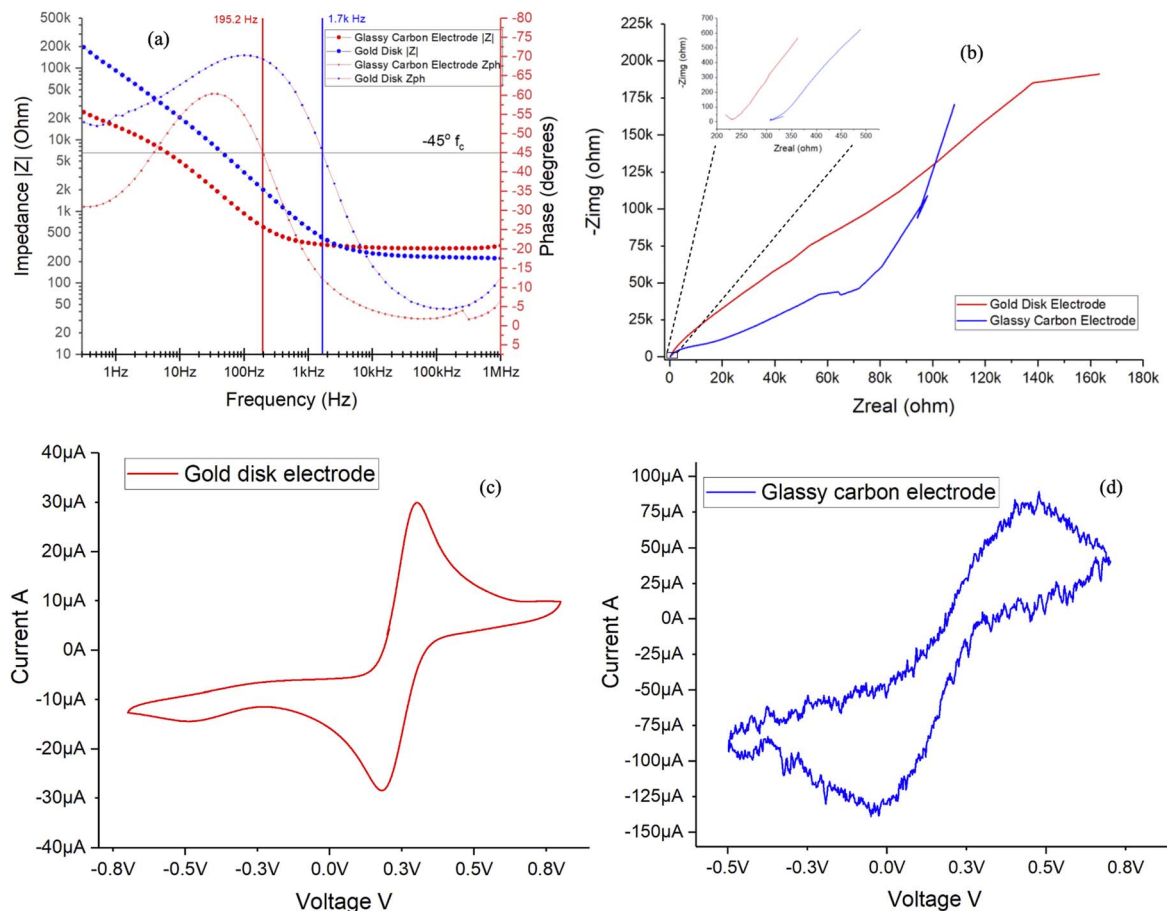 195.2 Hz
1.7k Hz
(a)
Glassy Carbon Electrode |Z|
Gold Disk |Z|
Glassy Carbon Electrode Zph
Gold Disk Zph
-45° fc
500k
200k
100k
50k
20k
10k
5k
2k
1k
500
200
100
50
20
10
Impedance |Z| (Ohm)
-80
-75
-70
-65
-60
-55
-50
-45
-40
-35
-30
-25
-20
-15
-10
-5
0
5
Phase (degrees)
1Hz 10Hz 100Hz 1kHz 10kHz 100kHz 1MHz
Frequency (Hz)
(b)
225k
200k
175k
150k
125k
100k
75k
50k
25k
0
-Zimg (ohm)
700
600
500
400
300
200
100
0
-Zimg (ohm)
200 250 300 350 400 450 500
Zreal (ohm)
Gold Disk Electrode
Glassy Carbon Electrode
0 20k 40k 60k 80k 100k 120k 140k 160k 180k
Zreal (ohm)
40µA
30µA
20µA
10µA
0A
-10µA
-20µA
-30µA
-40µA
Current A
Gold disk electrode
(c)
-0.8V -0.5V 0.0V 0.3V 0.5V 0.8V
Voltage V
100µA
75µA
50µA
25µA
0A
-25µA
-50µA
-75µA
-100µA
-125µA
-150µA
Current A
Glassy carbon electrode
(d)
-0.5V -0.3V 0.0V 0.3V 0.5V 0.8V
Voltage V